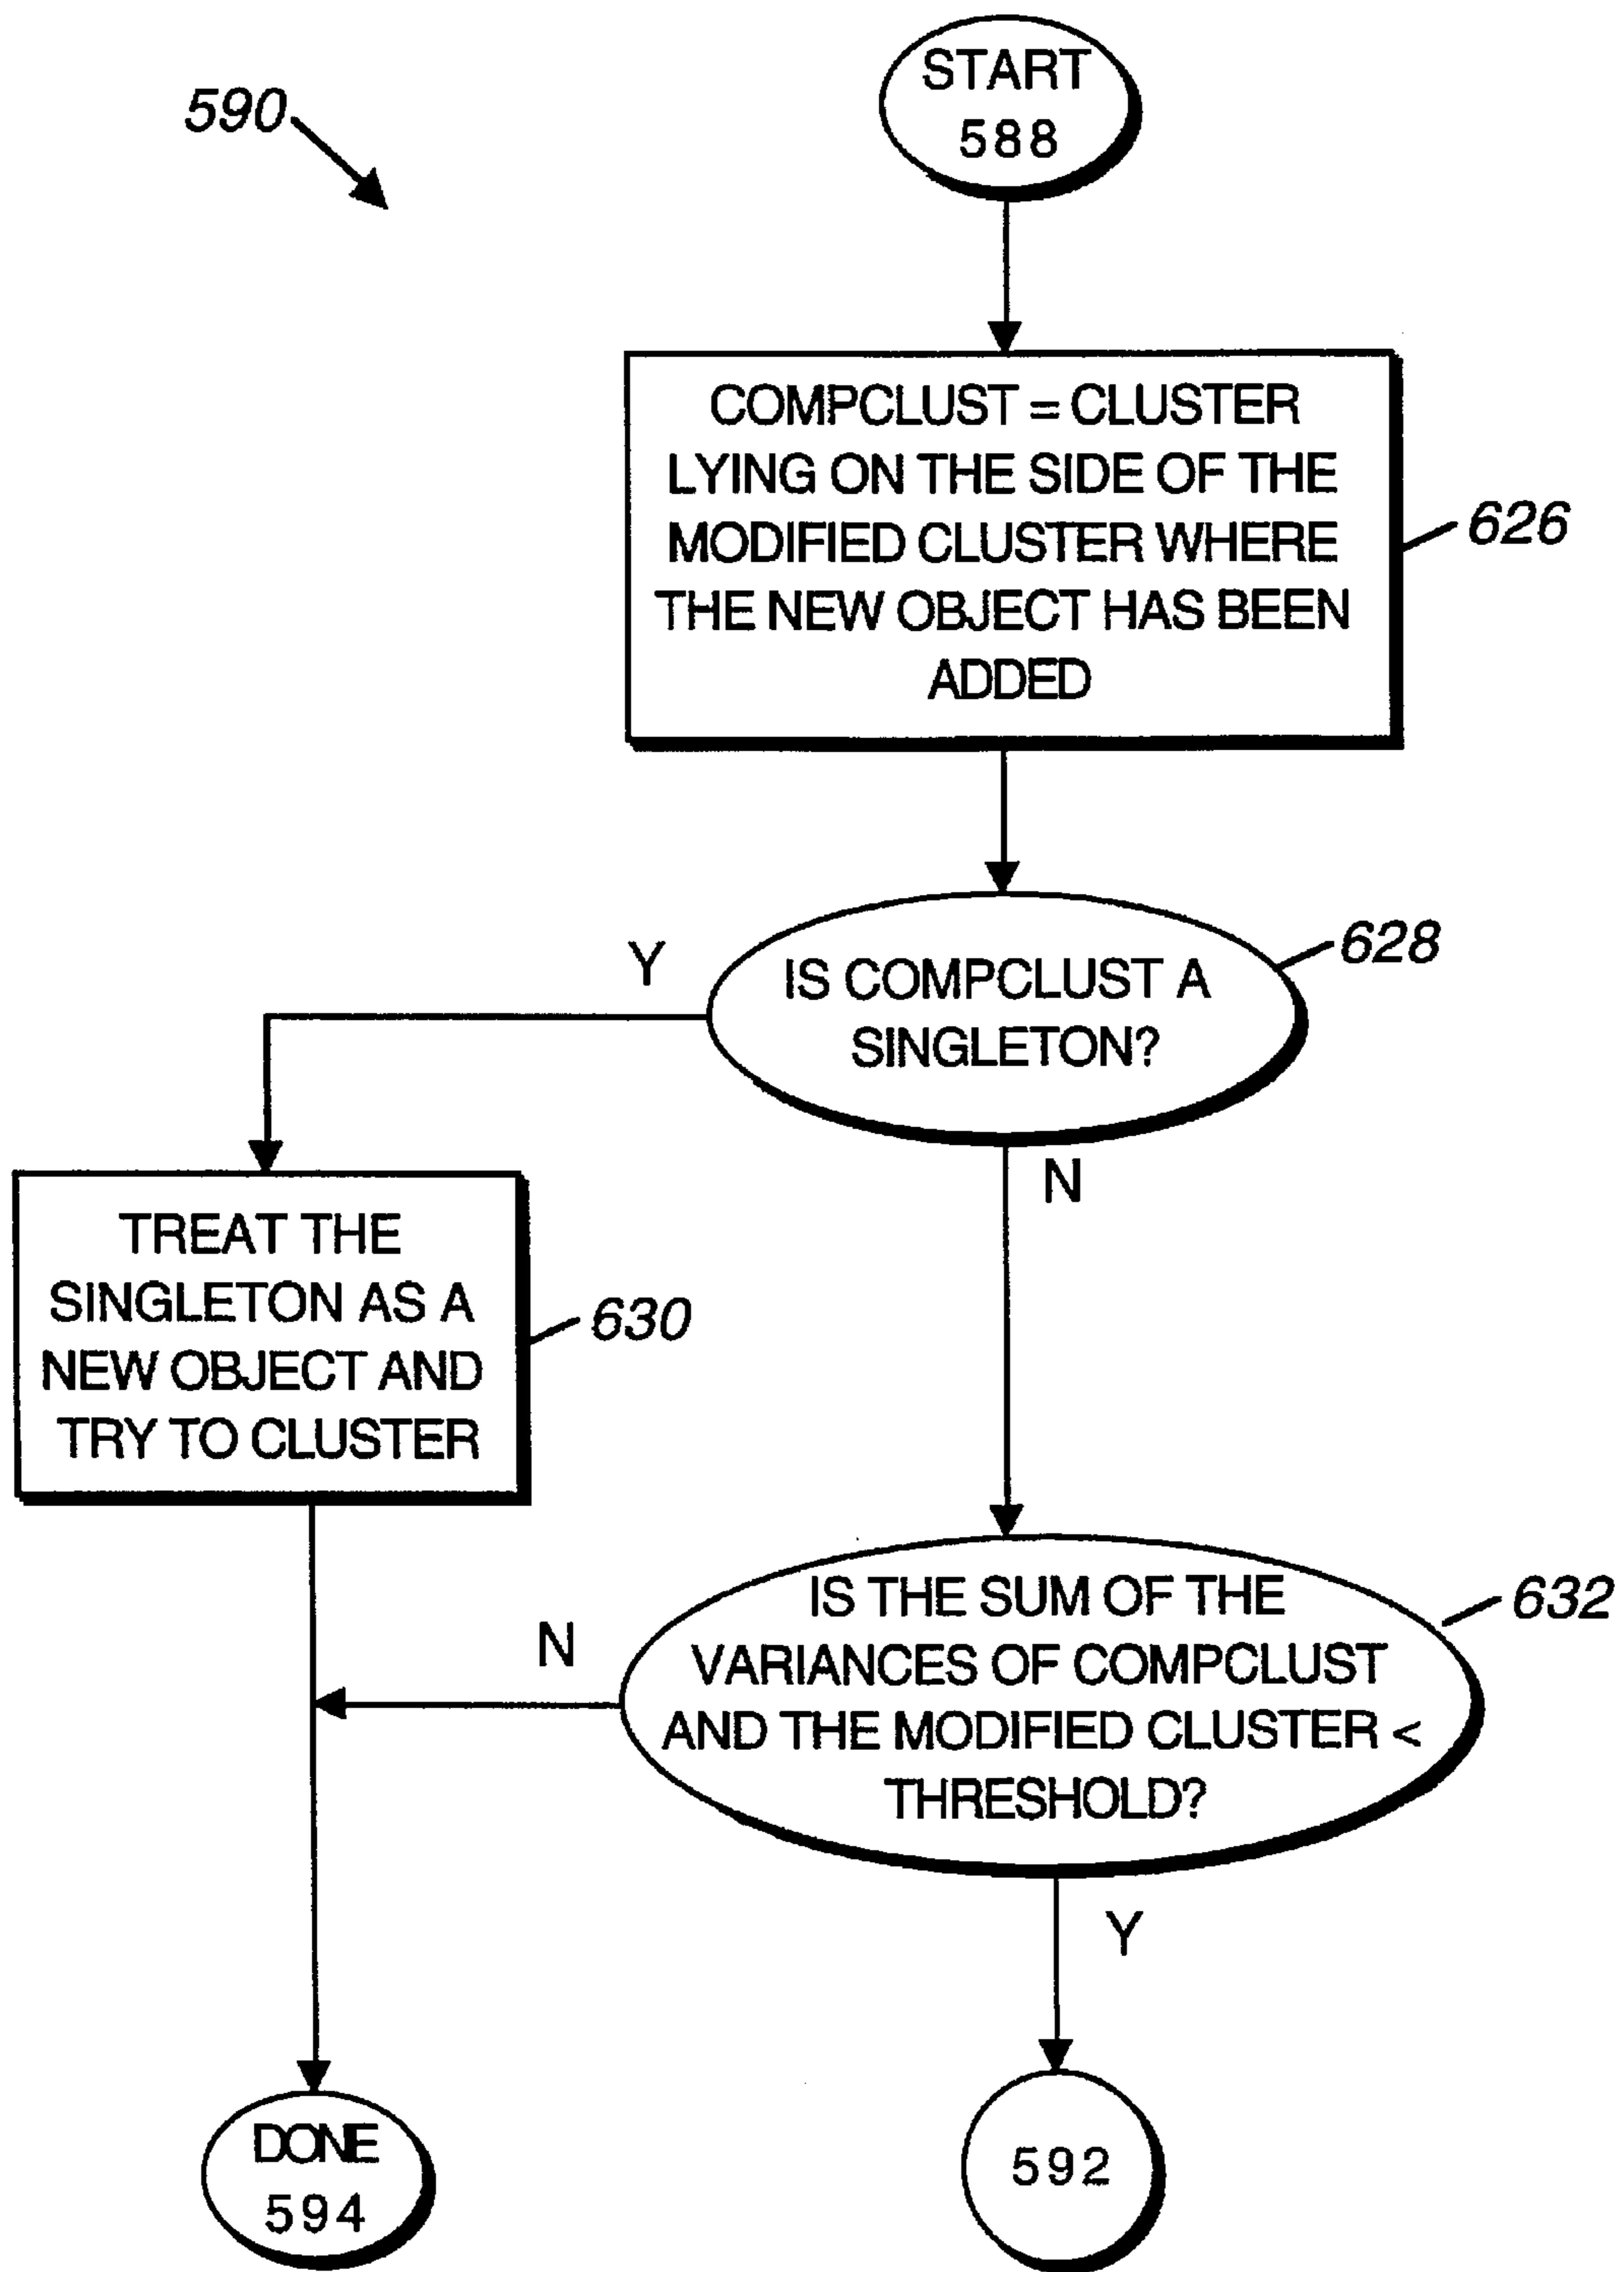 590
START
588
COMPCLUST = CLUSTER
LYING ON THE SIDE OF THE
MODIFIED CLUSTER WHERE
THE NEW OBJECT HAS BEEN
ADDED
626
IS COMPCLUST A
SINGLETON?
628
Y
N
TREAT THE
SINGLETON AS A
NEW OBJECT AND
TRY TO CLUSTER
630
IS THE SUM OF THE
VARIANCES OF COMPCLUST
AND THE MODIFIED CLUSTER <
THRESHOLD?
632
N
Y
DONE
594
592